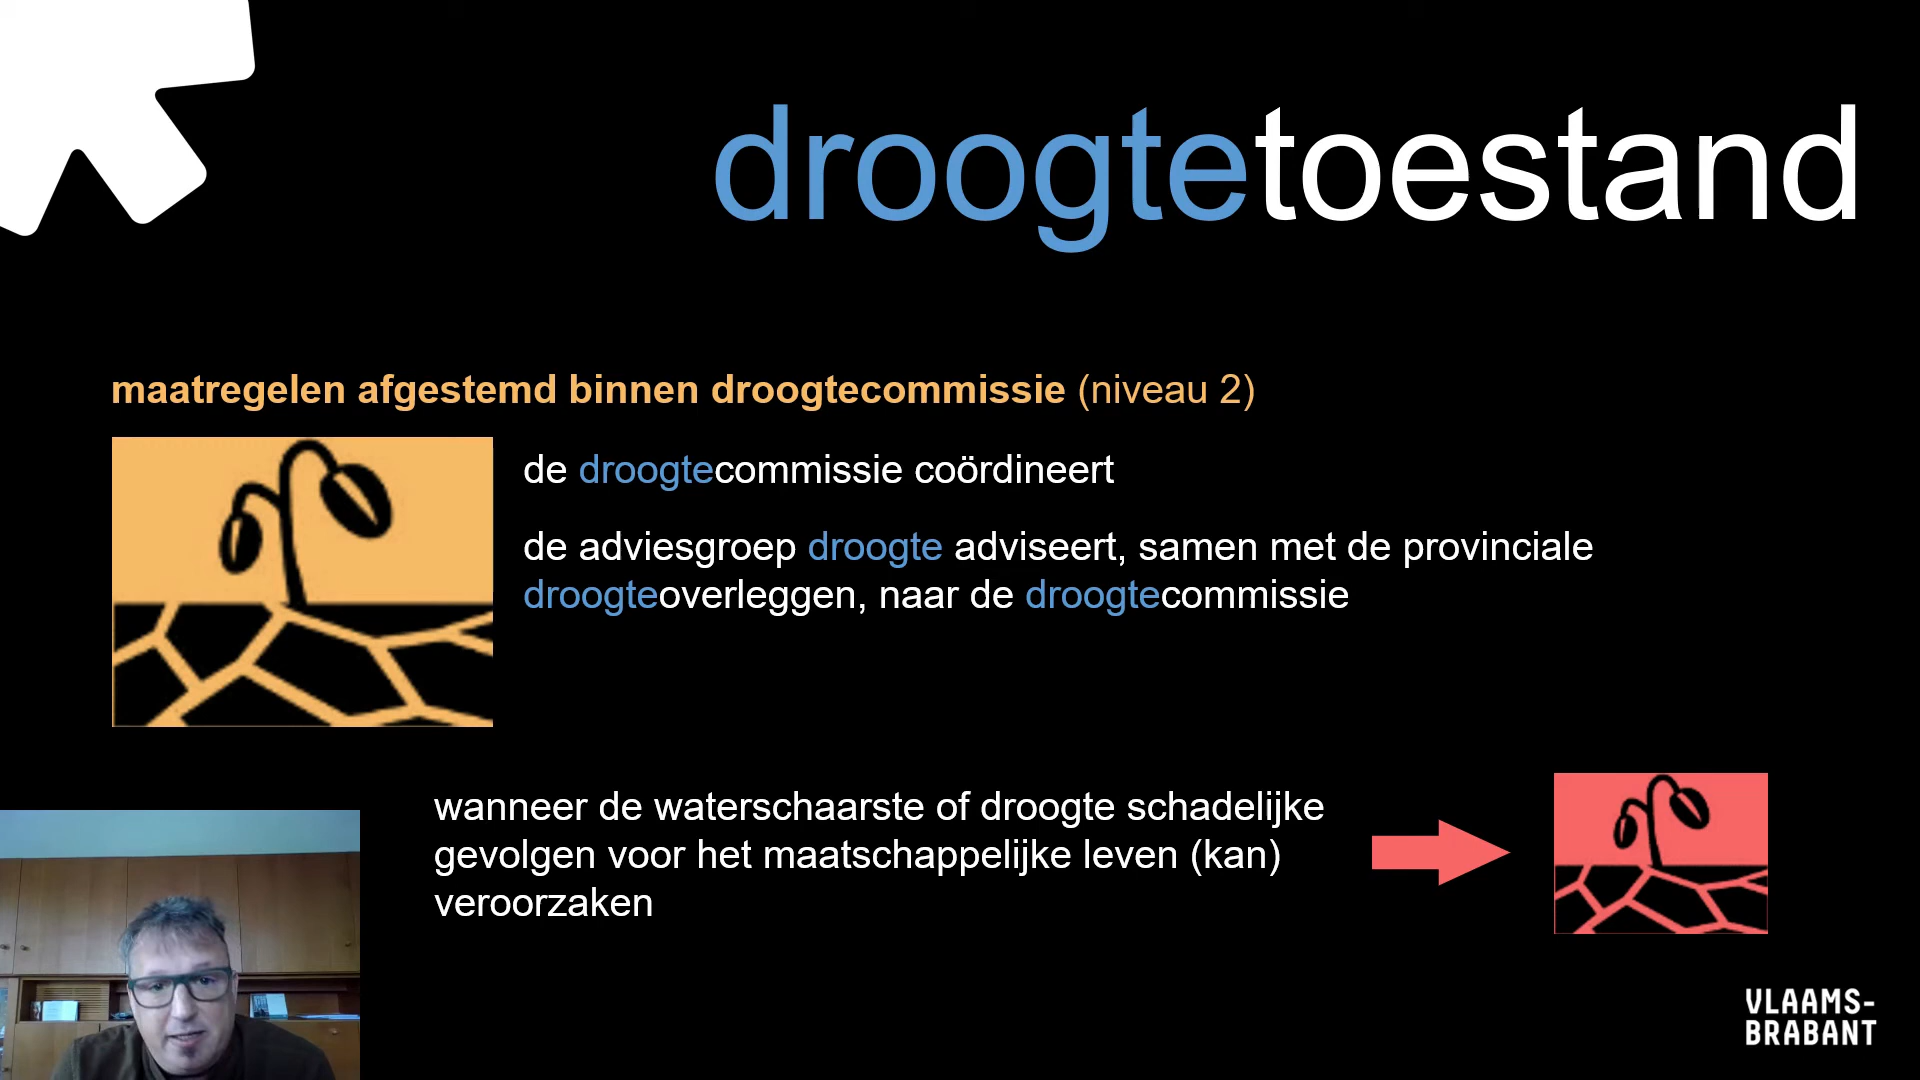 droogtetoestand
maatregelen afgestemd binnen droogtecommissie (niveau 2)
de droogtecommissie coördineert
de adviesgroep droogte adviseert, samen met de provinciale
droogteoverleggen, naar de droogtecommissie
wanneer de waterschaarste of droogte schadelijke
gevolgen voor het maatschappelijke leven (kan)
veroorzaken
VLAAMS-
BRABANT